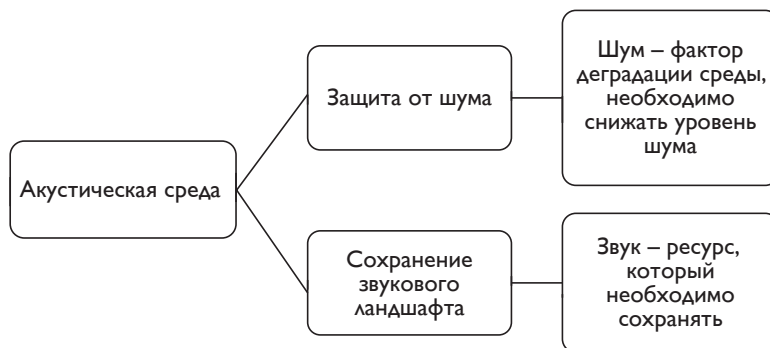 Акустическая среда
Защита от шума
Шум – фактор
деградации среды,
необходимо
снижать уровень
шума
Сохранение
звукового
ландшафта
Звук – ресурс,
который
необходимо
сохранять